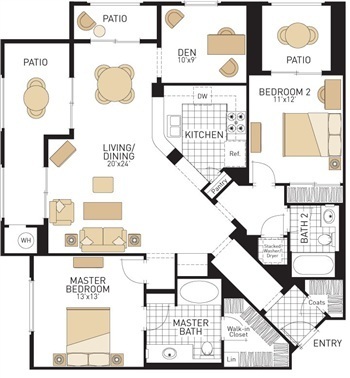 PATIO
PATIO
DEN
10'x9'
PATIO
DW
KITCHEN
Ref.
BEDROOM 2
11'x12'
LIVING/
DINING
20'x24'
Pantry
WH
BATH 2
Stacked
Washer/
Dryer
MASTER
BEDROOM
13'x13'
MASTER
BATH
Walk-in
Closet
Lin
Coats
ENTRY